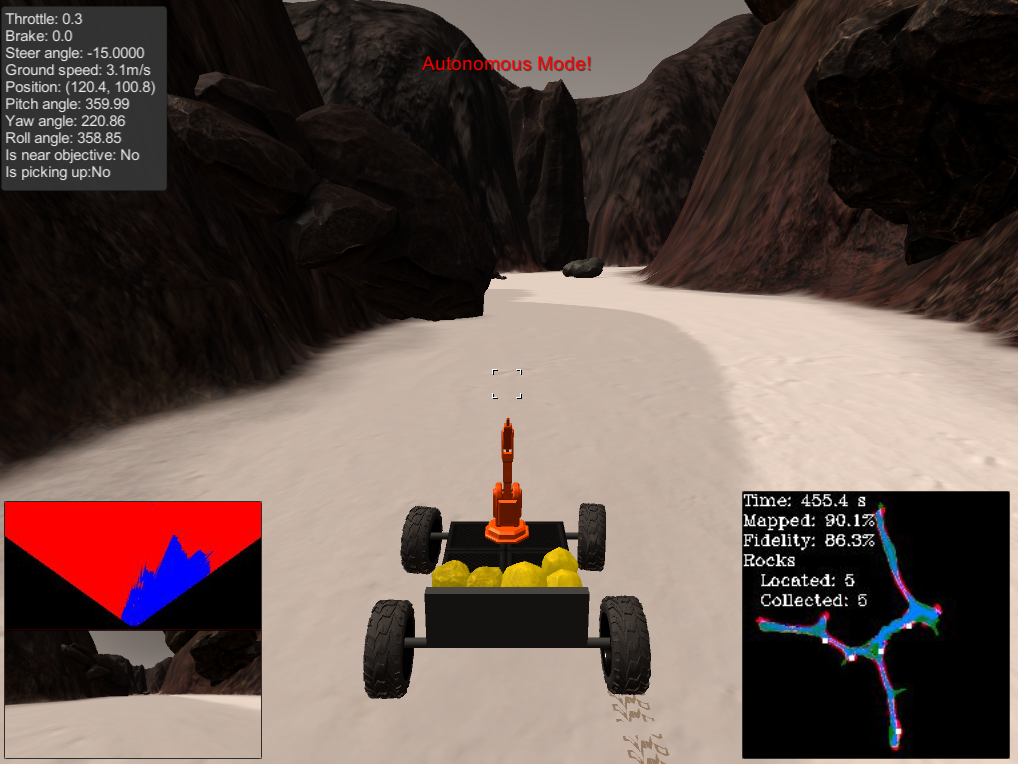 Throttle: 0.3
Brake: 0.0
Steer angle: -15.0000
Ground speed: 3.1m/s
Position: (120.4, 100.8)
Pitch angle: 359.99
Yaw angle: 220.86
Roll angle: 358.85
Is near objective: No
Is picking up:No
Autonomous Mode!
Time: 455.4 s
Mapped: 90.1%
Fidelity: 86.3%
Rocks
Located: 5
Collected: 5